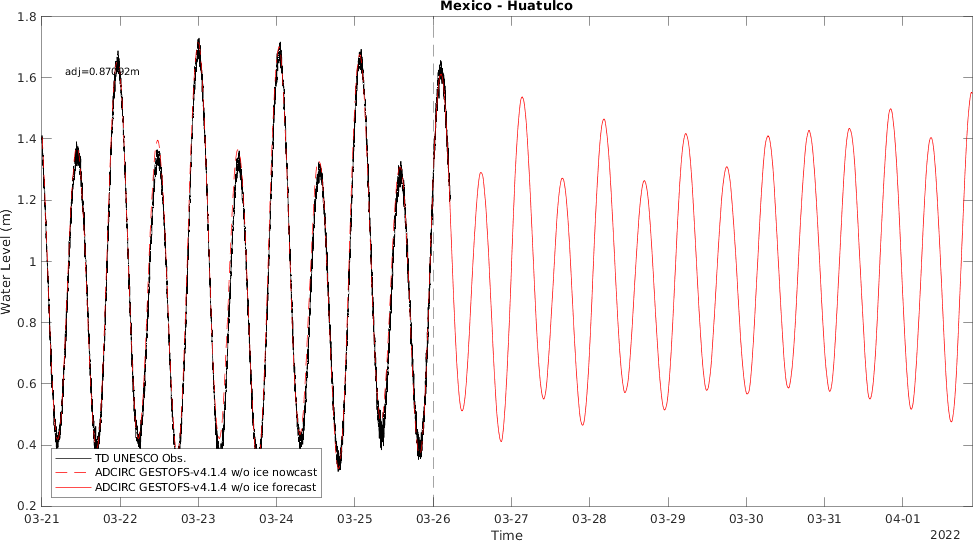 Mexico - Huatulco
1.8
1.6
1.4
1.2
1
0.8
0.6
0.4
0.2
Water Level (m)
adj=0.87092m
TD UNESCO Obs.
ADCIRC GESTOFS-v4.1.4 w/o ice nowcast
ADCIRC GESTOFS-v4.1.4 w/o ice forecast
03-21 03-22 03-23 03-24 03-25 03-26 03-27 03-28 03-29 03-30 03-31 04-01
Time
2022